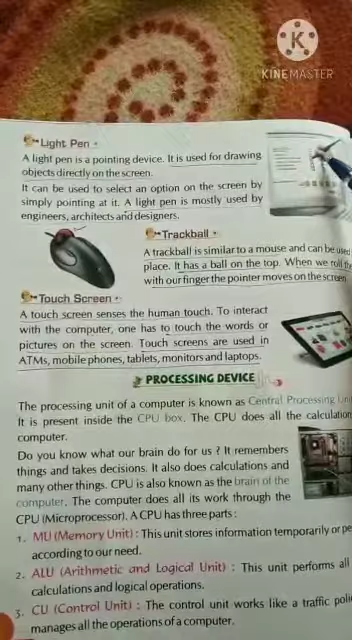 K
KINEMASTER
Light Pen :
A light pen is a pointing device. It is used for drawing
objects directly on the screen.
It can be used to select an option on the screen by
simply pointing at it. A light pen is mostly used by
engineers, architects and designers.
Trackball :
A trackball is similar to a mouse and can be used
place. It has a ball on the top. When we roll
with our finger the pointer moves on the screen
Touch Screen :
A touch screen senses the human touch. To interact
with the computer, one has to touch the words or
pictures on the screen. Touch screens are used in
ATMs, mobile phones, tablets, monitors and laptops.
PROCESSING DEVICE
The processing unit of a computer is known as Central Processing
It is present inside the CPU box. The CPU does all the calculation
computer.
Do you know what our brain do for us ? It remembers
things and takes decisions. It also does calculations and
many other things. CPU is also known as the brain of the
computer. The computer does all its work through the
CPU (Microprocessor). A CPU has three parts :
1. MU (Memory Unit) : This unit stores information temporarily or
according to our need.
2. ALU (Arithmetic and Logical Unit) : This unit performs all
calculations and logical operations.
3. CU (Control Unit) : The control unit works like a traffic
manages all the operations of a computer.